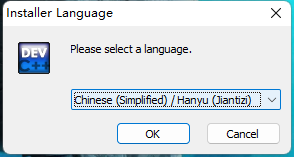 Installer Language
DEV
C++
Please select a language.
Chinese (Simplified) / Hanyu (Jiantizi)
OK
Cancel